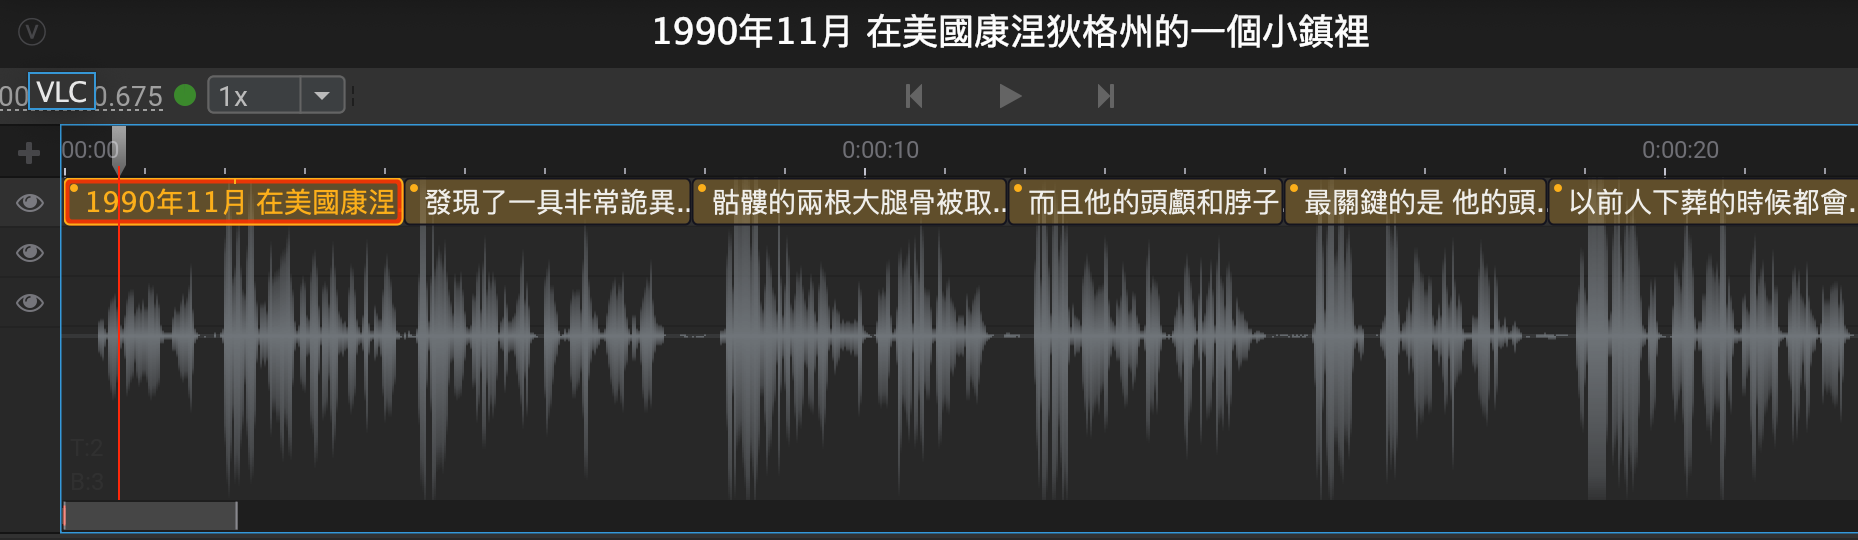 V
1990年11月 在美國康涅狄格州的一個小鎮裡
00
VLC
0.675
1x
00:00
0:00:10
0:00:20
1990年11月 在美國康涅
發現了一具非常詭異..
骷髏的兩根大腿骨被取..
而且他的頭顱和脖子.
最關鍵的是 他的頭.
以前人下葬的時候都會.
T:2
B:3